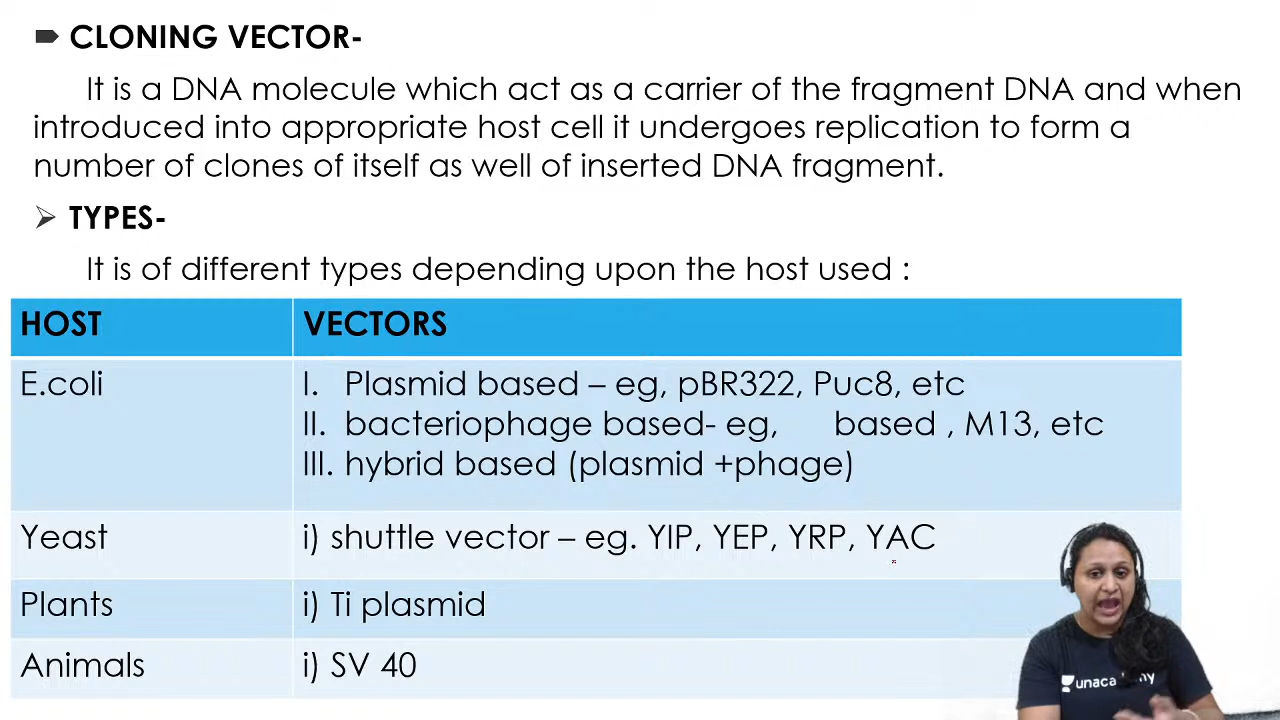 CLONING VECTOR-
It is a DNA molecule which act as a carrier of the fragment DNA and when
introduced into appropriate host cell it undergoes replication to form a
number of clones of itself as well of inserted DNA fragment.
TYPES-
It is of different types depending upon the host used :
HOST VECTORS
E.coli I. Plasmid based – eg, pBR322, Puc8, etc
II. bacteriophage based- eg, based , M13, etc
III. hybrid based (plasmid +phage)
Yeast i) shuttle vector – eg. YIP, YEP, YRP, YAC
Plants i) Ti plasmid
Animals i) SV 40